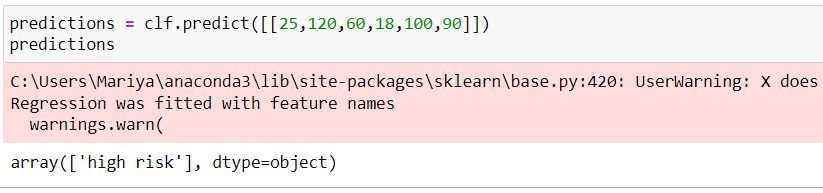 predictions = clf.predict([[25,120,60,18,100,90]])
predictions
C:\Users\Mariya\anaconda3\lib\site-packages\sklearn\base.py:420: UserWarning: X does
Regression was fitted with feature names
  warnings.warn(
array(['high risk'], dtype=object)